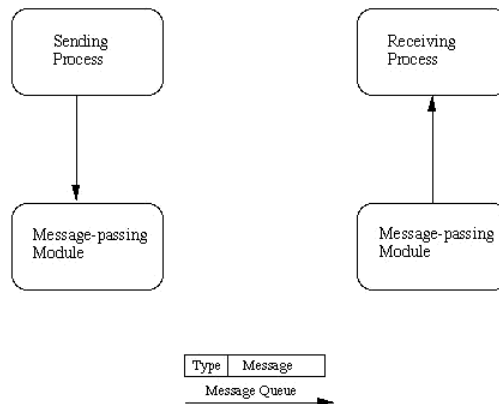 Sending
Process
Receiving
Process
Message-passing
Module
Message-passing
Module
Type Message
Message Queue